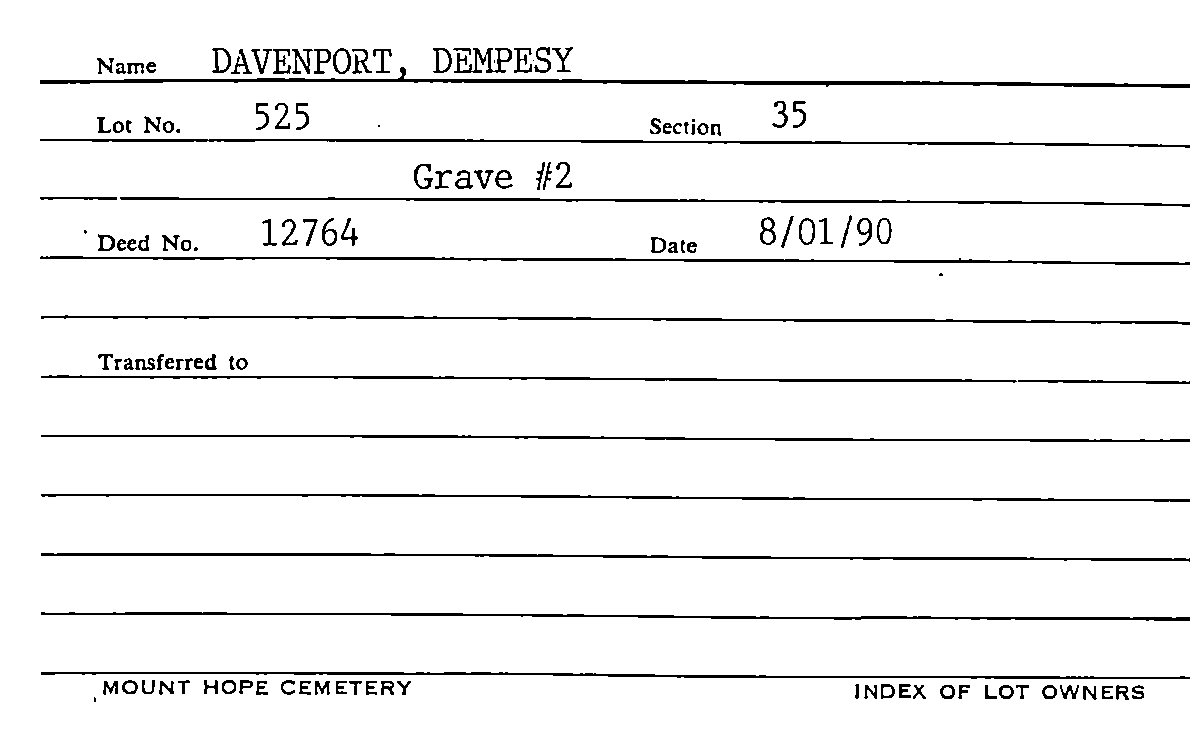 Name DAVENPORT, DEMPESY
Lot No. 525 Section 35
Grave #2
Deed No. 12764 Date 8/01/90
Transferred to
MOUNT HOPE CEMETERY INDEX OF LOT OWNERS